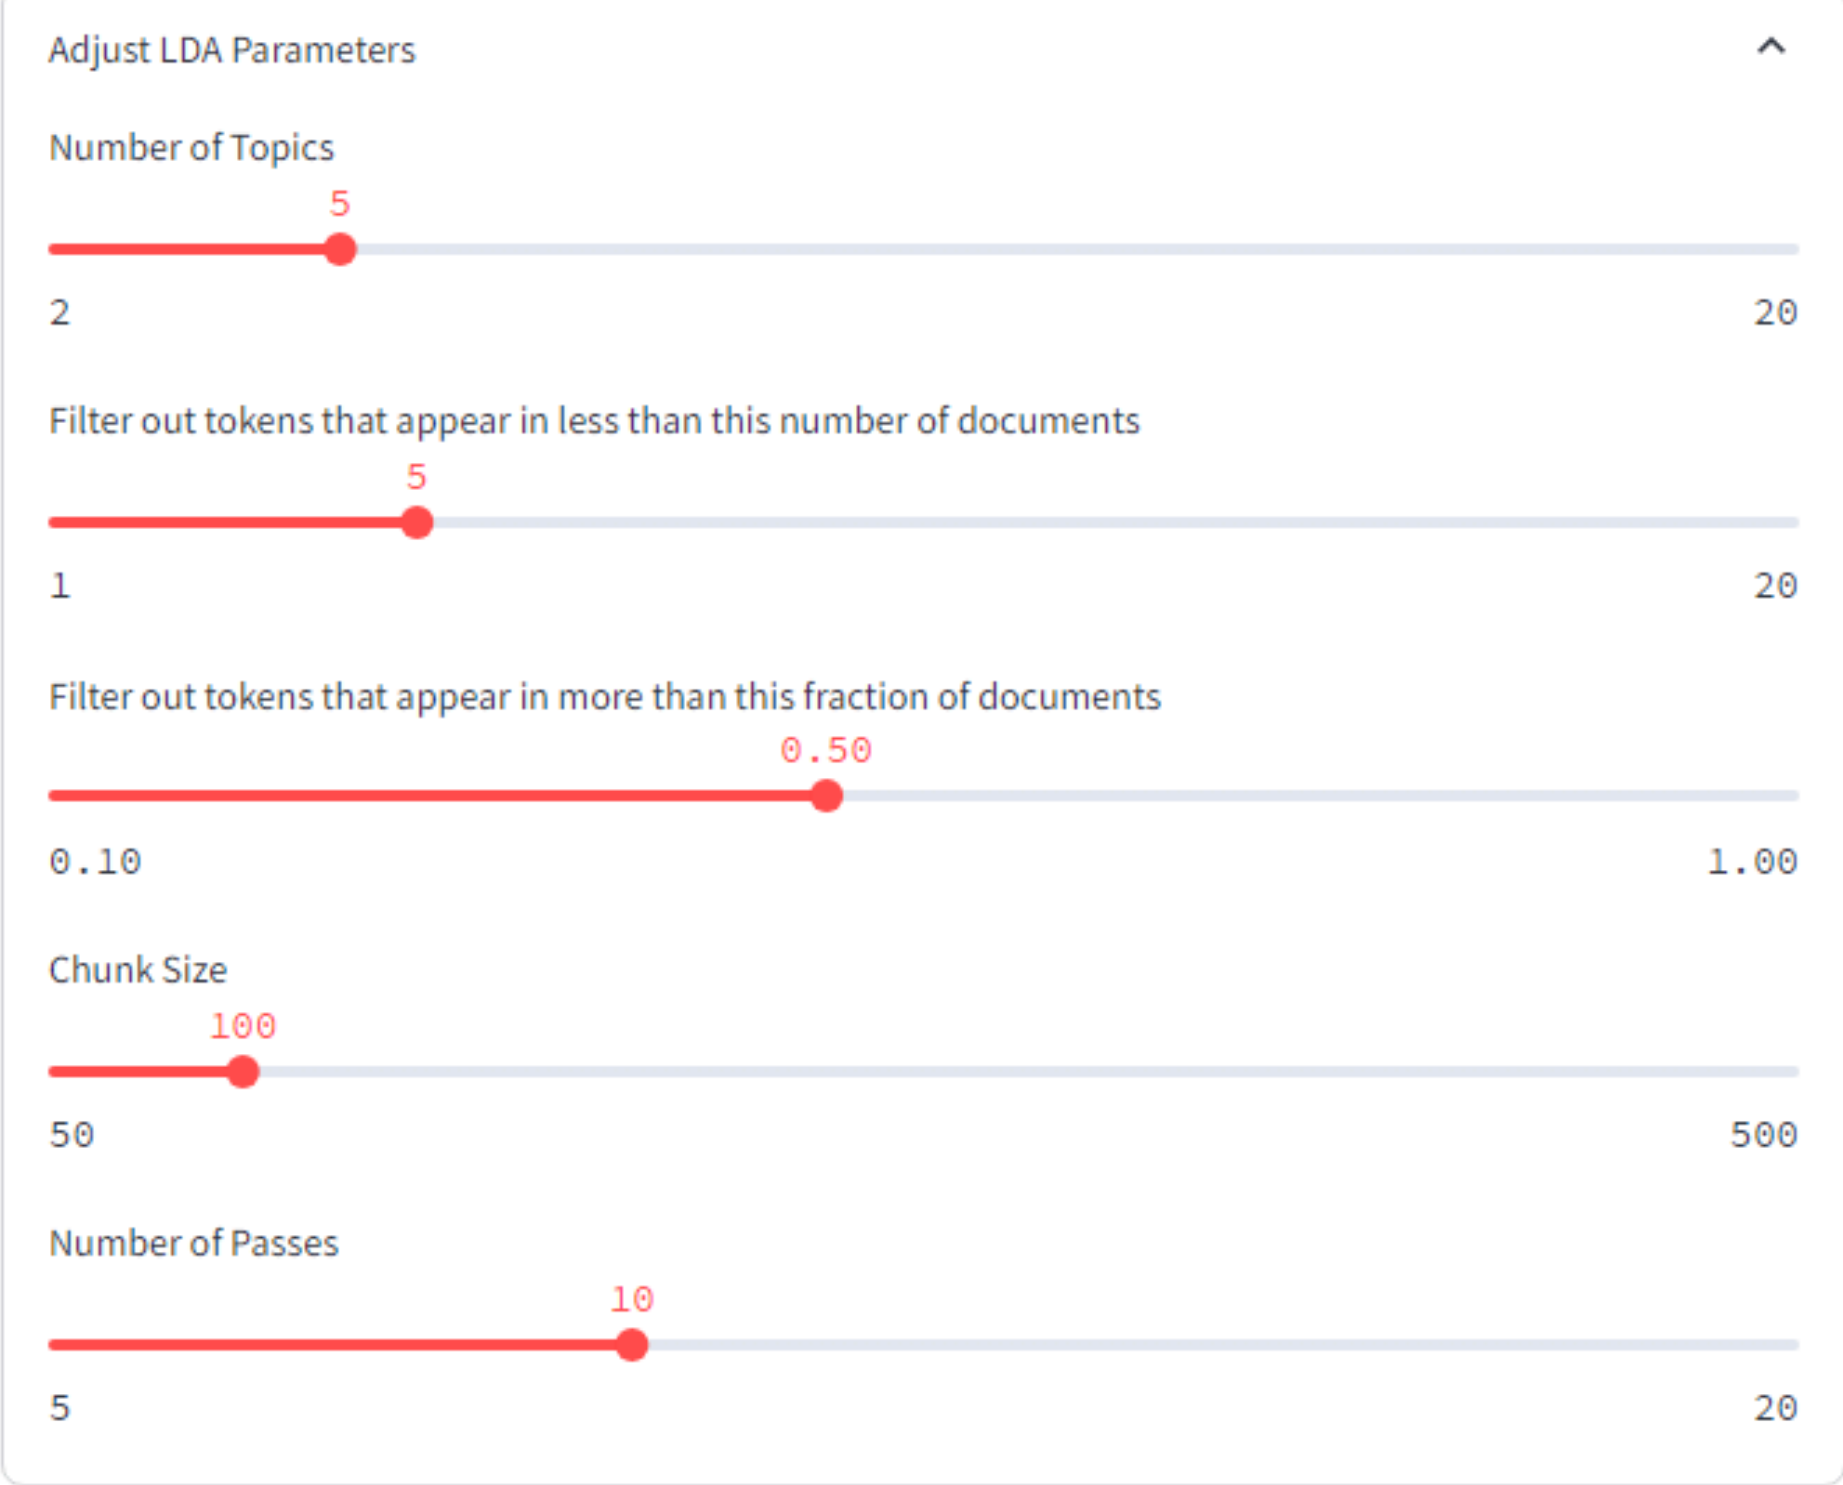 Adjust LDA Parameters
Number of Topics
5
2 20
Filter out tokens that appear in less than this number of documents
5
1 20
Filter out tokens that appear in more than this fraction of documents
0.50
0.10 1.00
Chunk Size
100
50 500
Number of Passes
10
5 20